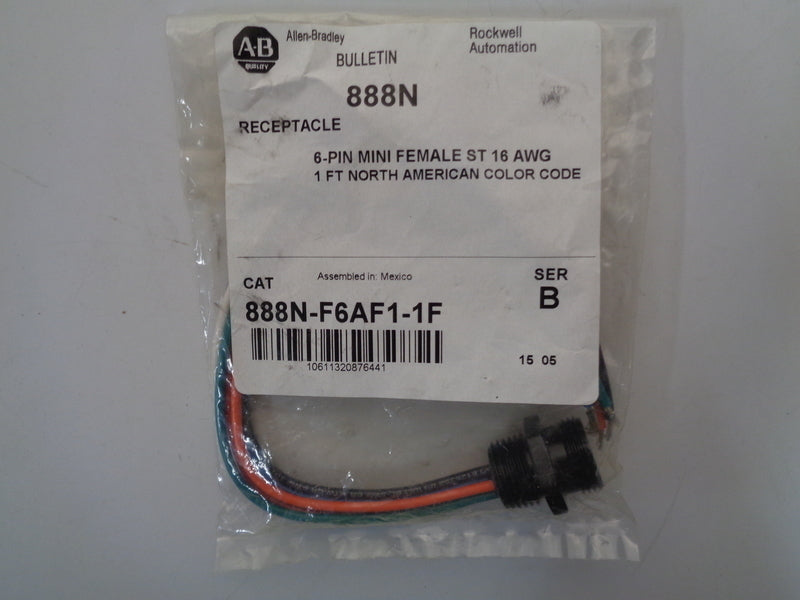 A-B
QUALITY
Allen-Bradley
Rockwell
Automation
BULLETIN
888N
RECEPTACLE
6-PIN MINI FEMALE ST 16 AWG
1 FT NORTH AMERICAN COLOR CODE
Assembled in: Mexico
CAT
SER
888N-F6AF1-1F
B
10611320876441
15 05